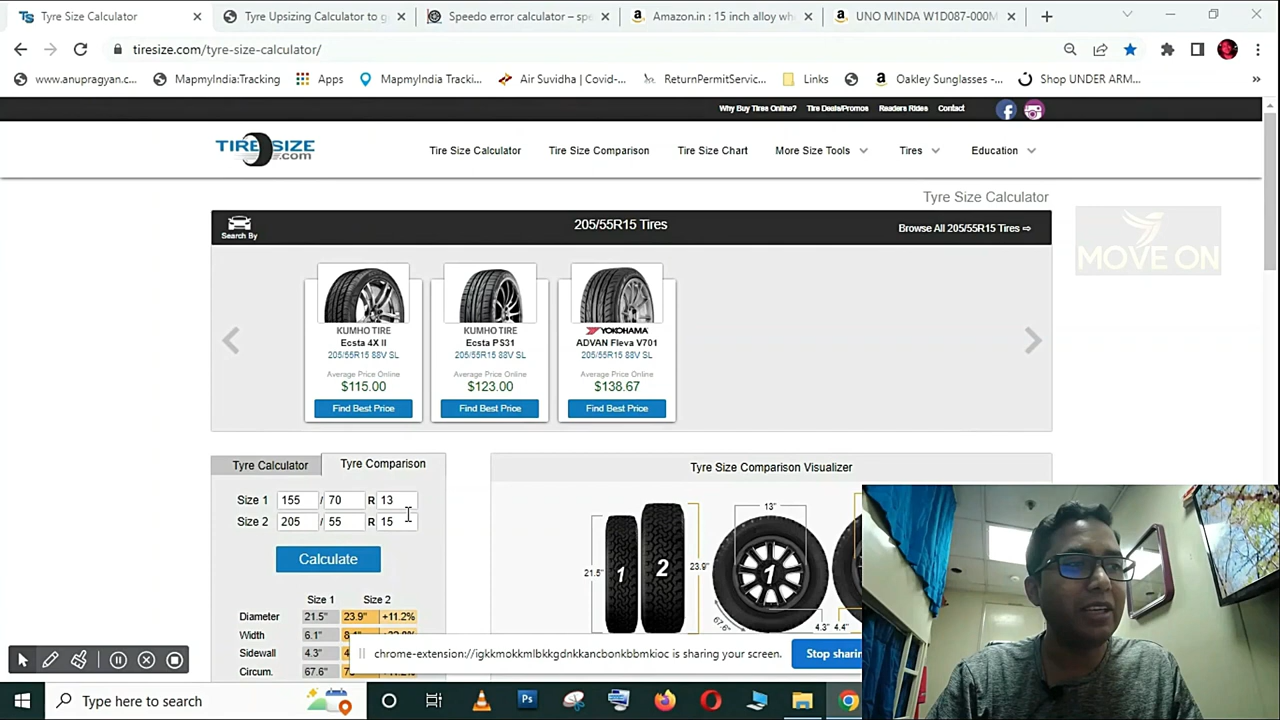 Tyre Size Calculator
Tyre Upsizing Calculator to g
Speedo error calculator – spe
Amazon.in : 15 inch alloy whe
UNO MINDA W1D087-000M
tiresize.com/tyre-size-calculator/
www.anupragyan.c...
MapmyIndia:Tracking
Apps
MapmyIndia Tracki...
Air Suvidha | Covid-...
ReturnPermitServic...
Links
Oakley Sunglasses -...
Shop UNDER ARM...
Why Buy Tires Online?
Tire Deals/Promos
Readers Rides
Contact
TIRESIZE.com
Tire Size Calculator
Tire Size Comparison
Tire Size Chart
More Size Tools
Tires
Education
Tyre Size Calculator
Search By
205/55R15 Tires
Browse All 205/55R15 Tires ⇨
MOVE ON
KUMHO TIRE
Ecsta 4X II
205/55R15 88V SL
Average Price Online
$115.00
Find Best Price
KUMHO TIRE
Ecsta PS31
205/55R15 88V SL
Average Price Online
$123.00
Find Best Price
YOKOHAMA
ADVAN Fleva V701
205/55R15 88V SL
Average Price Online
$138.67
Find Best Price
Tyre Calculator
Tyre Comparison
Size 1 155 / 70 R 13
Size 2 205 / 55 R 15
Calculate
Size 1 Size 2
Diameter 21.5" 23.9" +11.2%
Width 6.1"
Sidewall 4.3"
Circum. 67.6"
Tyre Size Comparison Visualizer
21.5"
1
2
23.9"
13"
1
67.6"
4.3"
4.4"
chrome-extension://igkkmokkmlbkkgdnkkancbonkbbmkioc is sharing your screen.
Stop sharin
Type here to search